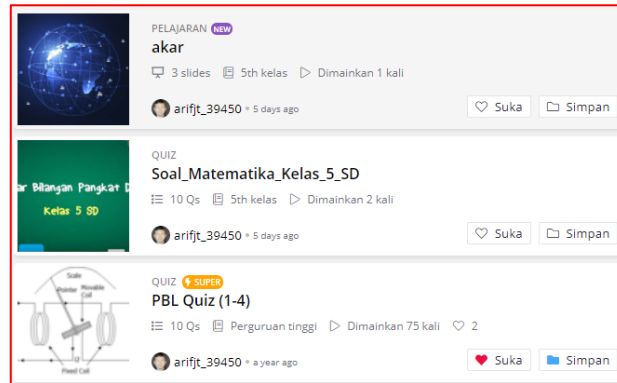 PELAJARAN NEW
akar
3 slides 5th kelas Dimainkan 1 kali
arifjt_39450 • 5 days ago
Suka Simpan
ar Bilangan Pangkat D
Kelas 5 SD
QUIZ
Soal_Matematika_Kelas_5_SD
10 Qs 5th kelas Dimainkan 2 kali
arifjt_39450 • 5 days ago
Suka Simpan
Scale
Pointer Movable
Coil
Fixed Coil
QUIZ SUPER
PBL Quiz (1-4)
10 Qs Perguruan tinggi Dimainkan 75 kali 2
arifjt_39450 • a year ago
Suka Simpan